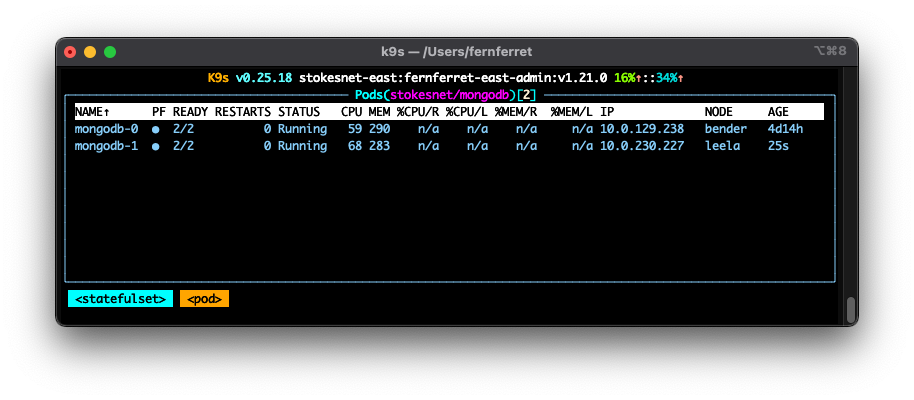 k9s — /Users/fernferret
⌥⌘8
K9s v0.25.18 stokesnet-east:fernferret-east-admin:v1.21.0 16%↑::34%↑
Pods(stokesnet/mongodb)[2]
NAME↑ PF READY RESTARTS STATUS CPU MEM %CPU/R %CPU/L %MEM/R %MEM/L IP NODE AGE
mongodb-0 ● 2/2 0 Running 59 290 n/a n/a n/a n/a 10.0.129.238 bender 4d14h
mongodb-1 ● 2/2 0 Running 68 283 n/a n/a n/a n/a 10.0.230.227 leela 25s
<statefulset> <pod>